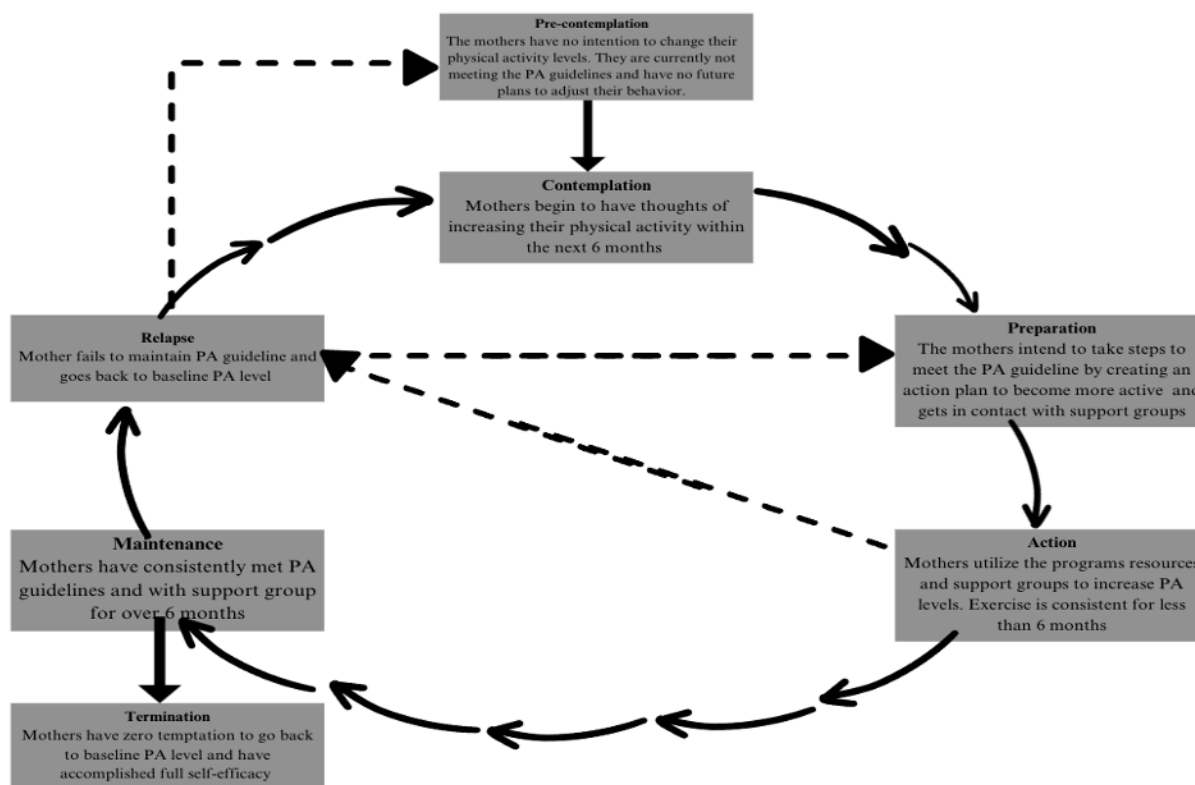 Pre-contemplation
The mothers have no intention to change their
physical activity levels. They are currently not
meeting the PA guidelines and have no future
plans to adjust their behavior.
Contemplation
Mothers begin to have thoughts of
increasing their physical activity within
the next 6 months
Relapse
Mother fails to maintain PA guideline and
goes back to baseline PA level
Preparation
The mothers intend to take steps to
meet the PA guideline by creating an
action plan to become more active and
gets in contact with support groups
Maintenance
Mothers have consistently met PA
guidelines and with support group
for over 6 months
Action
Mothers utilize the programs resources
and support groups to increase PA
levels. Exercise is consistent for less
than 6 months
Termination
Mothers have zero temptation to go back
to baseline PA level and have
accomplished full self-efficacy